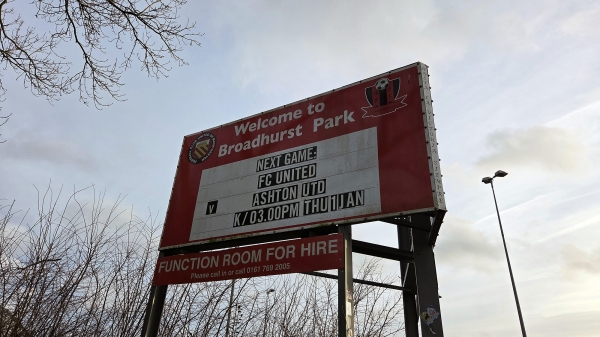 Welcome to
Broadhurst Park
NEXT GAME:
FC UNITED
V ASHTON UTD
K/03.00PM THU 1 JAN
FUNCTION ROOM FOR HIRE
Please call in or call 0161 769 2005